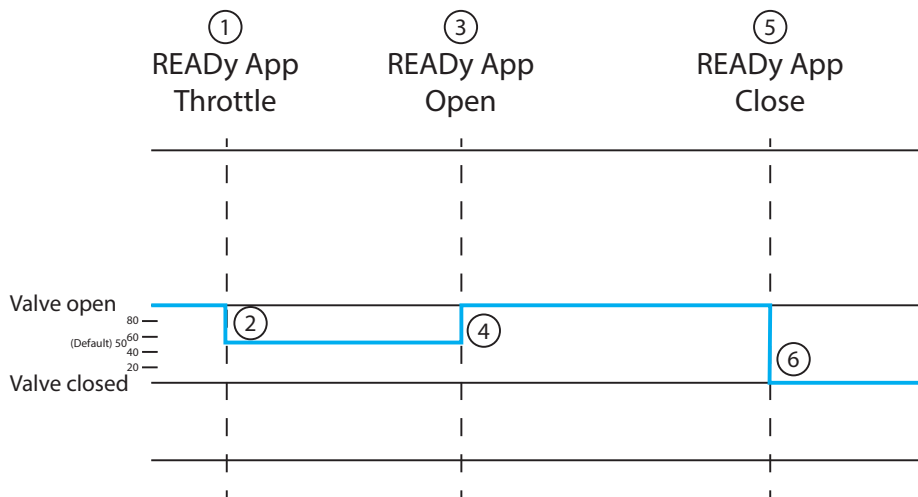 1
READy App
Throttle
3
READy App
Open
5
READy App
Close
Valve open
80
60
(Default) 50
40
20
Valve closed
2
4
6